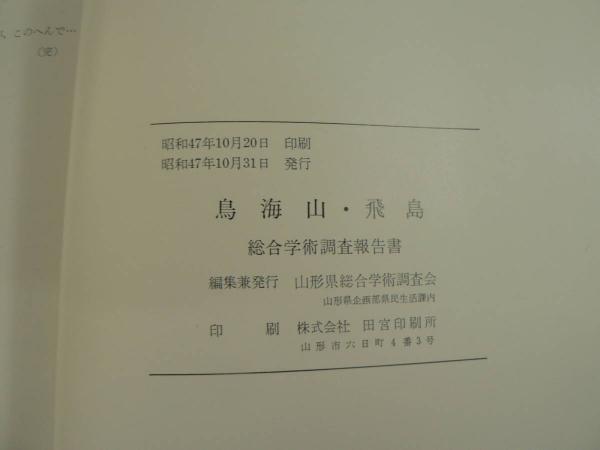 、このへんで…
（完）
昭和47年10月20日 印刷
昭和47年10月31日 発行
鳥海山・飛島
総合学術調査報告書
編集兼発行 山形県総合学術調査会
山形県企画部県民生活課内
印刷 株式会社 田宮印刷所
山形市六日町4番3号